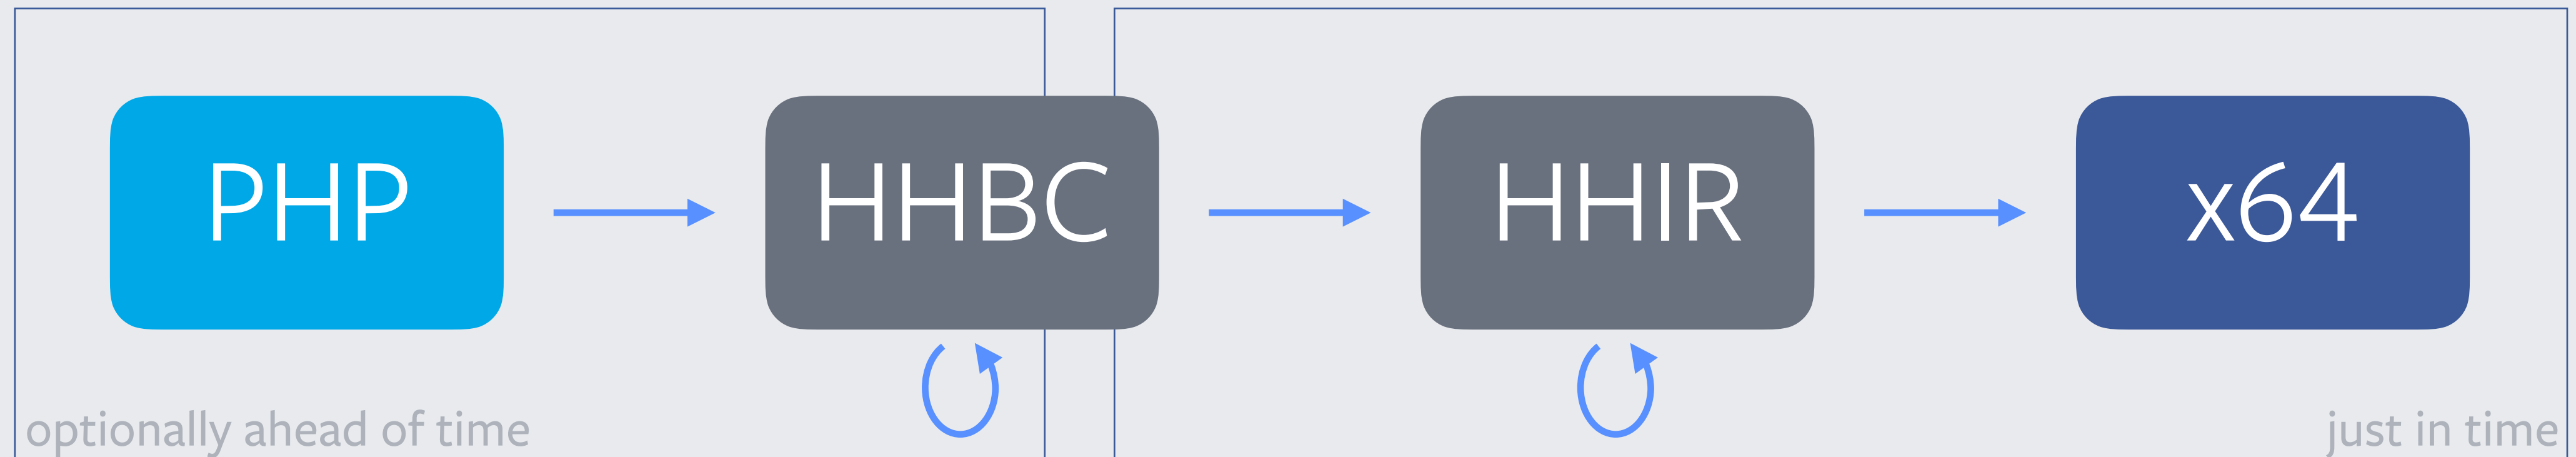 PHP
HHBC
HHIR
x64
optionally ahead of time
just in time